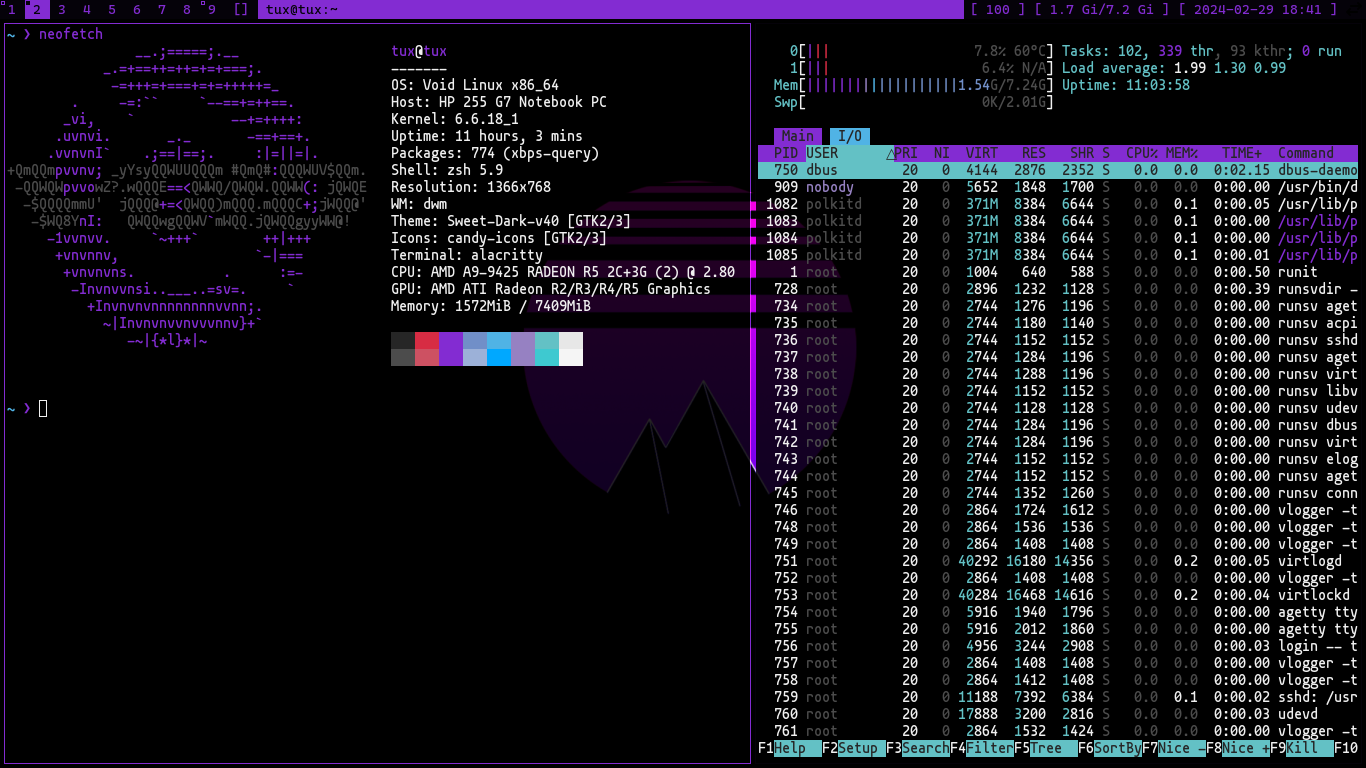 1 2 3 4 5 6 7 8 9 [] tux@tux:~ [ 100 ] [ 1.7 Gi/7.2 Gi ] [ 2024-02-29 18:41 ]
~ ❯ neofetch
tux@tux
-------
OS: Void Linux x86_64
Host: HP 255 G7 Notebook PC
Kernel: 6.6.18_1
Uptime: 11 hours, 3 mins
Packages: 774 (xbps-query)
Shell: zsh 5.9
Resolution: 1366x768
WM: dwm
Theme: Sweet-Dark-v40 [GTK2/3]
Icons: candy-icons [GTK2/3]
Terminal: alacritty
CPU: AMD A9-9425 RADEON R5 2C+3G (2) @ 2.80
GPU: AMD ATI Radeon R2/R3/R4/R5 Graphics
Memory: 1572MiB / 7409MiB
~ ❯
0[||| 7.8% 60°C] Tasks: 102, 339 thr, 93 kthr; 0 run
1[||| 6.4% N/A] Load average: 1.99 1.30 0.99
Mem[|||||||||||||||||||1.54G/7.24G] Uptime: 11:03:58
Swp[ 0K/2.01G]
Main I/O
PID USER △PRI NI VIRT RES SHR S CPU% MEM% TIME+ Command
750 dbus 20 0 4144 2876 2352 S 0.0 0.0 0:02.15 dbus-daemo
909 nobody 20 0 5652 1848 1700 S 0.0 0.0 0:00.00 /usr/bin/d
1082 polkitd 20 0 371M 8384 6644 S 0.0 0.1 0:00.05 /usr/lib/p
1083 polkitd 20 0 371M 8384 6644 S 0.0 0.1 0:00.00 /usr/lib/p
1084 polkitd 20 0 371M 8384 6644 S 0.0 0.1 0:00.00 /usr/lib/p
1085 polkitd 20 0 371M 8384 6644 S 0.0 0.1 0:00.01 /usr/lib/p
1 root 20 0 1004 640 588 S 0.0 0.0 0:00.50 runit
728 root 20 0 2896 1232 1128 S 0.0 0.0 0:00.39 runsvdir -
734 root 20 0 2744 1276 1196 S 0.0 0.0 0:00.00 runsv aget
735 root 20 0 2744 1180 1140 S 0.0 0.0 0:00.00 runsv acpi
736 root 20 0 2744 1152 1152 S 0.0 0.0 0:00.00 runsv sshd
737 root 20 0 2744 1284 1196 S 0.0 0.0 0:00.00 runsv aget
738 root 20 0 2744 1288 1196 S 0.0 0.0 0:00.00 runsv virt
739 root 20 0 2744 1152 1152 S 0.0 0.0 0:00.00 runsv libv
740 root 20 0 2744 1128 1128 S 0.0 0.0 0:00.00 runsv udev
741 root 20 0 2744 1284 1196 S 0.0 0.0 0:00.00 runsv dbus
742 root 20 0 2744 1284 1196 S 0.0 0.0 0:00.00 runsv virt
743 root 20 0 2744 1152 1152 S 0.0 0.0 0:00.00 runsv elog
744 root 20 0 2744 1152 1152 S 0.0 0.0 0:00.00 runsv aget
745 root 20 0 2744 1352 1260 S 0.0 0.0 0:00.00 runsv conn
746 root 20 0 2864 1724 1612 S 0.0 0.0 0:00.00 vlogger -t
748 root 20 0 2864 1536 1536 S 0.0 0.0 0:00.00 vlogger -t
749 root 20 0 2864 1408 1408 S 0.0 0.0 0:00.00 vlogger -t
751 root 20 0 40292 16180 14356 S 0.0 0.2 0:00.05 virtlogd
752 root 20 0 2864 1408 1408 S 0.0 0.0 0:00.00 vlogger -t
753 root 20 0 40284 16468 14616 S 0.0 0.2 0:00.04 virtlockd
754 root 20 0 5916 1940 1796 S 0.0 0.0 0:00.00 agetty tty
755 root 20 0 5916 2012 1860 S 0.0 0.0 0:00.00 agetty tty
756 root 20 0 4956 3244 2908 S 0.0 0.0 0:00.03 login -- t
757 root 20 0 2864 1408 1408 S 0.0 0.0 0:00.00 vlogger -t
758 root 20 0 2864 1412 1408 S 0.0 0.0 0:00.00 vlogger -t
759 root 20 0 11188 7392 6384 S 0.0 0.1 0:00.02 sshd: /usr
760 root 20 0 17888 3200 2816 S 0.0 0.0 0:00.03 udevd
761 root 20 0 2864 1532 1424 S 0.0 0.0 0:00.00 vlogger -t
F1Help F2Setup F3SearchF4FilterF5Tree F6SortByF7Nice -F8Nice +F9Kill F10